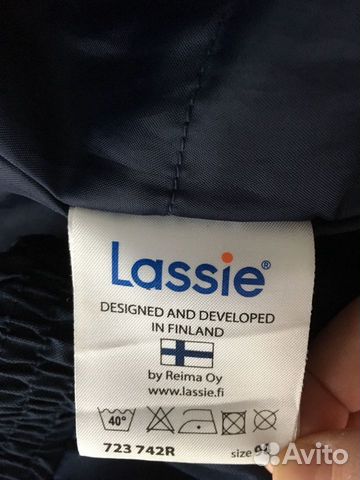 Lassie®
DESIGNED AND DEVELOPED
IN FINLAND
by Reima Oy
www.lassie.fi
40°
723 742R size
Avito